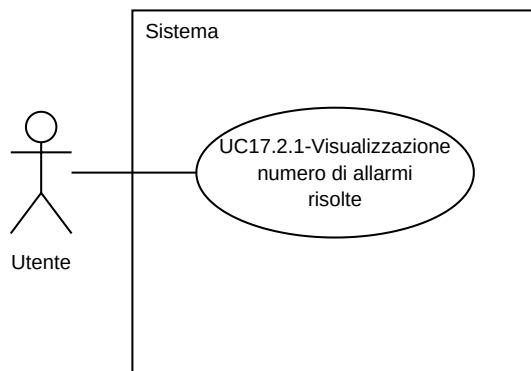 Sistema
UC17.2.1-Visualizzazione
numero di allarmi
risolte
Utente